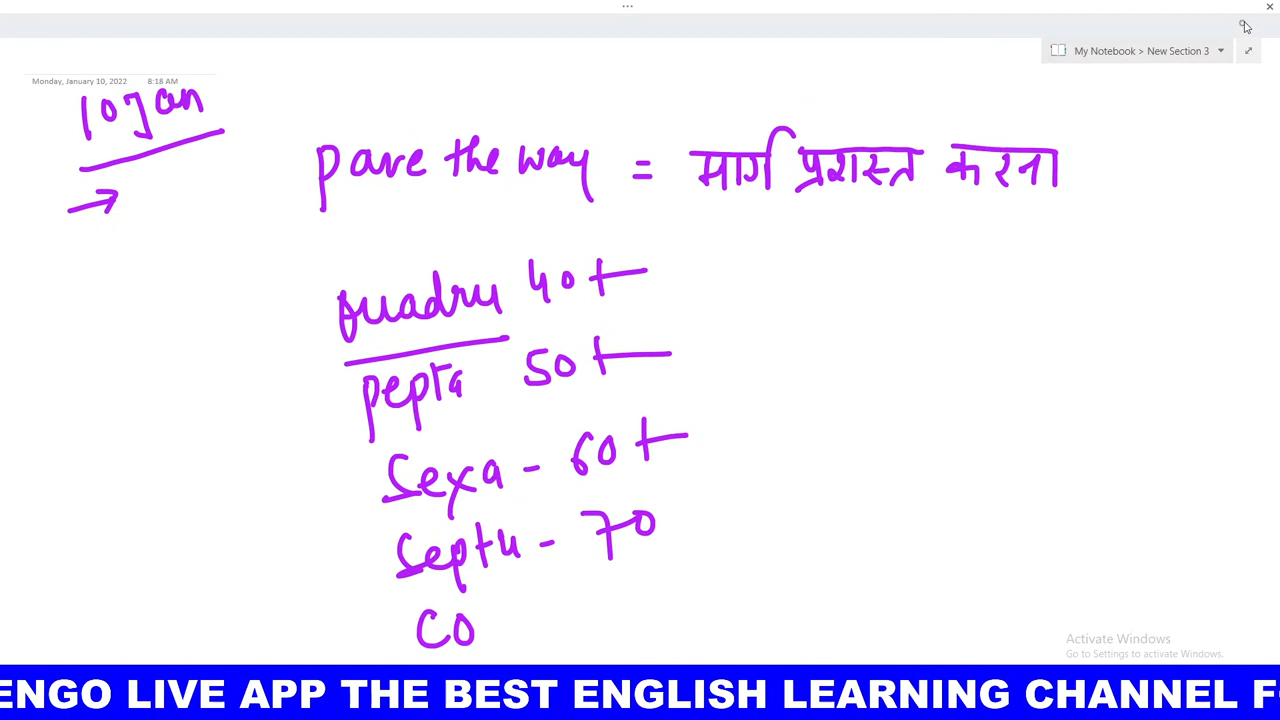 My Notebook > New Section 3
Monday, January 10, 2022 8:18 AM
logan
pave the way = मार्ग प्रशस्त करना
quadru 40+
pepta 50+
sexa - 60+
septu - 70
CO
Activate Windows
Go to Settings to activate Windows.
ENGO LIVE APP THE BEST ENGLISH LEARNING CHANNEL F